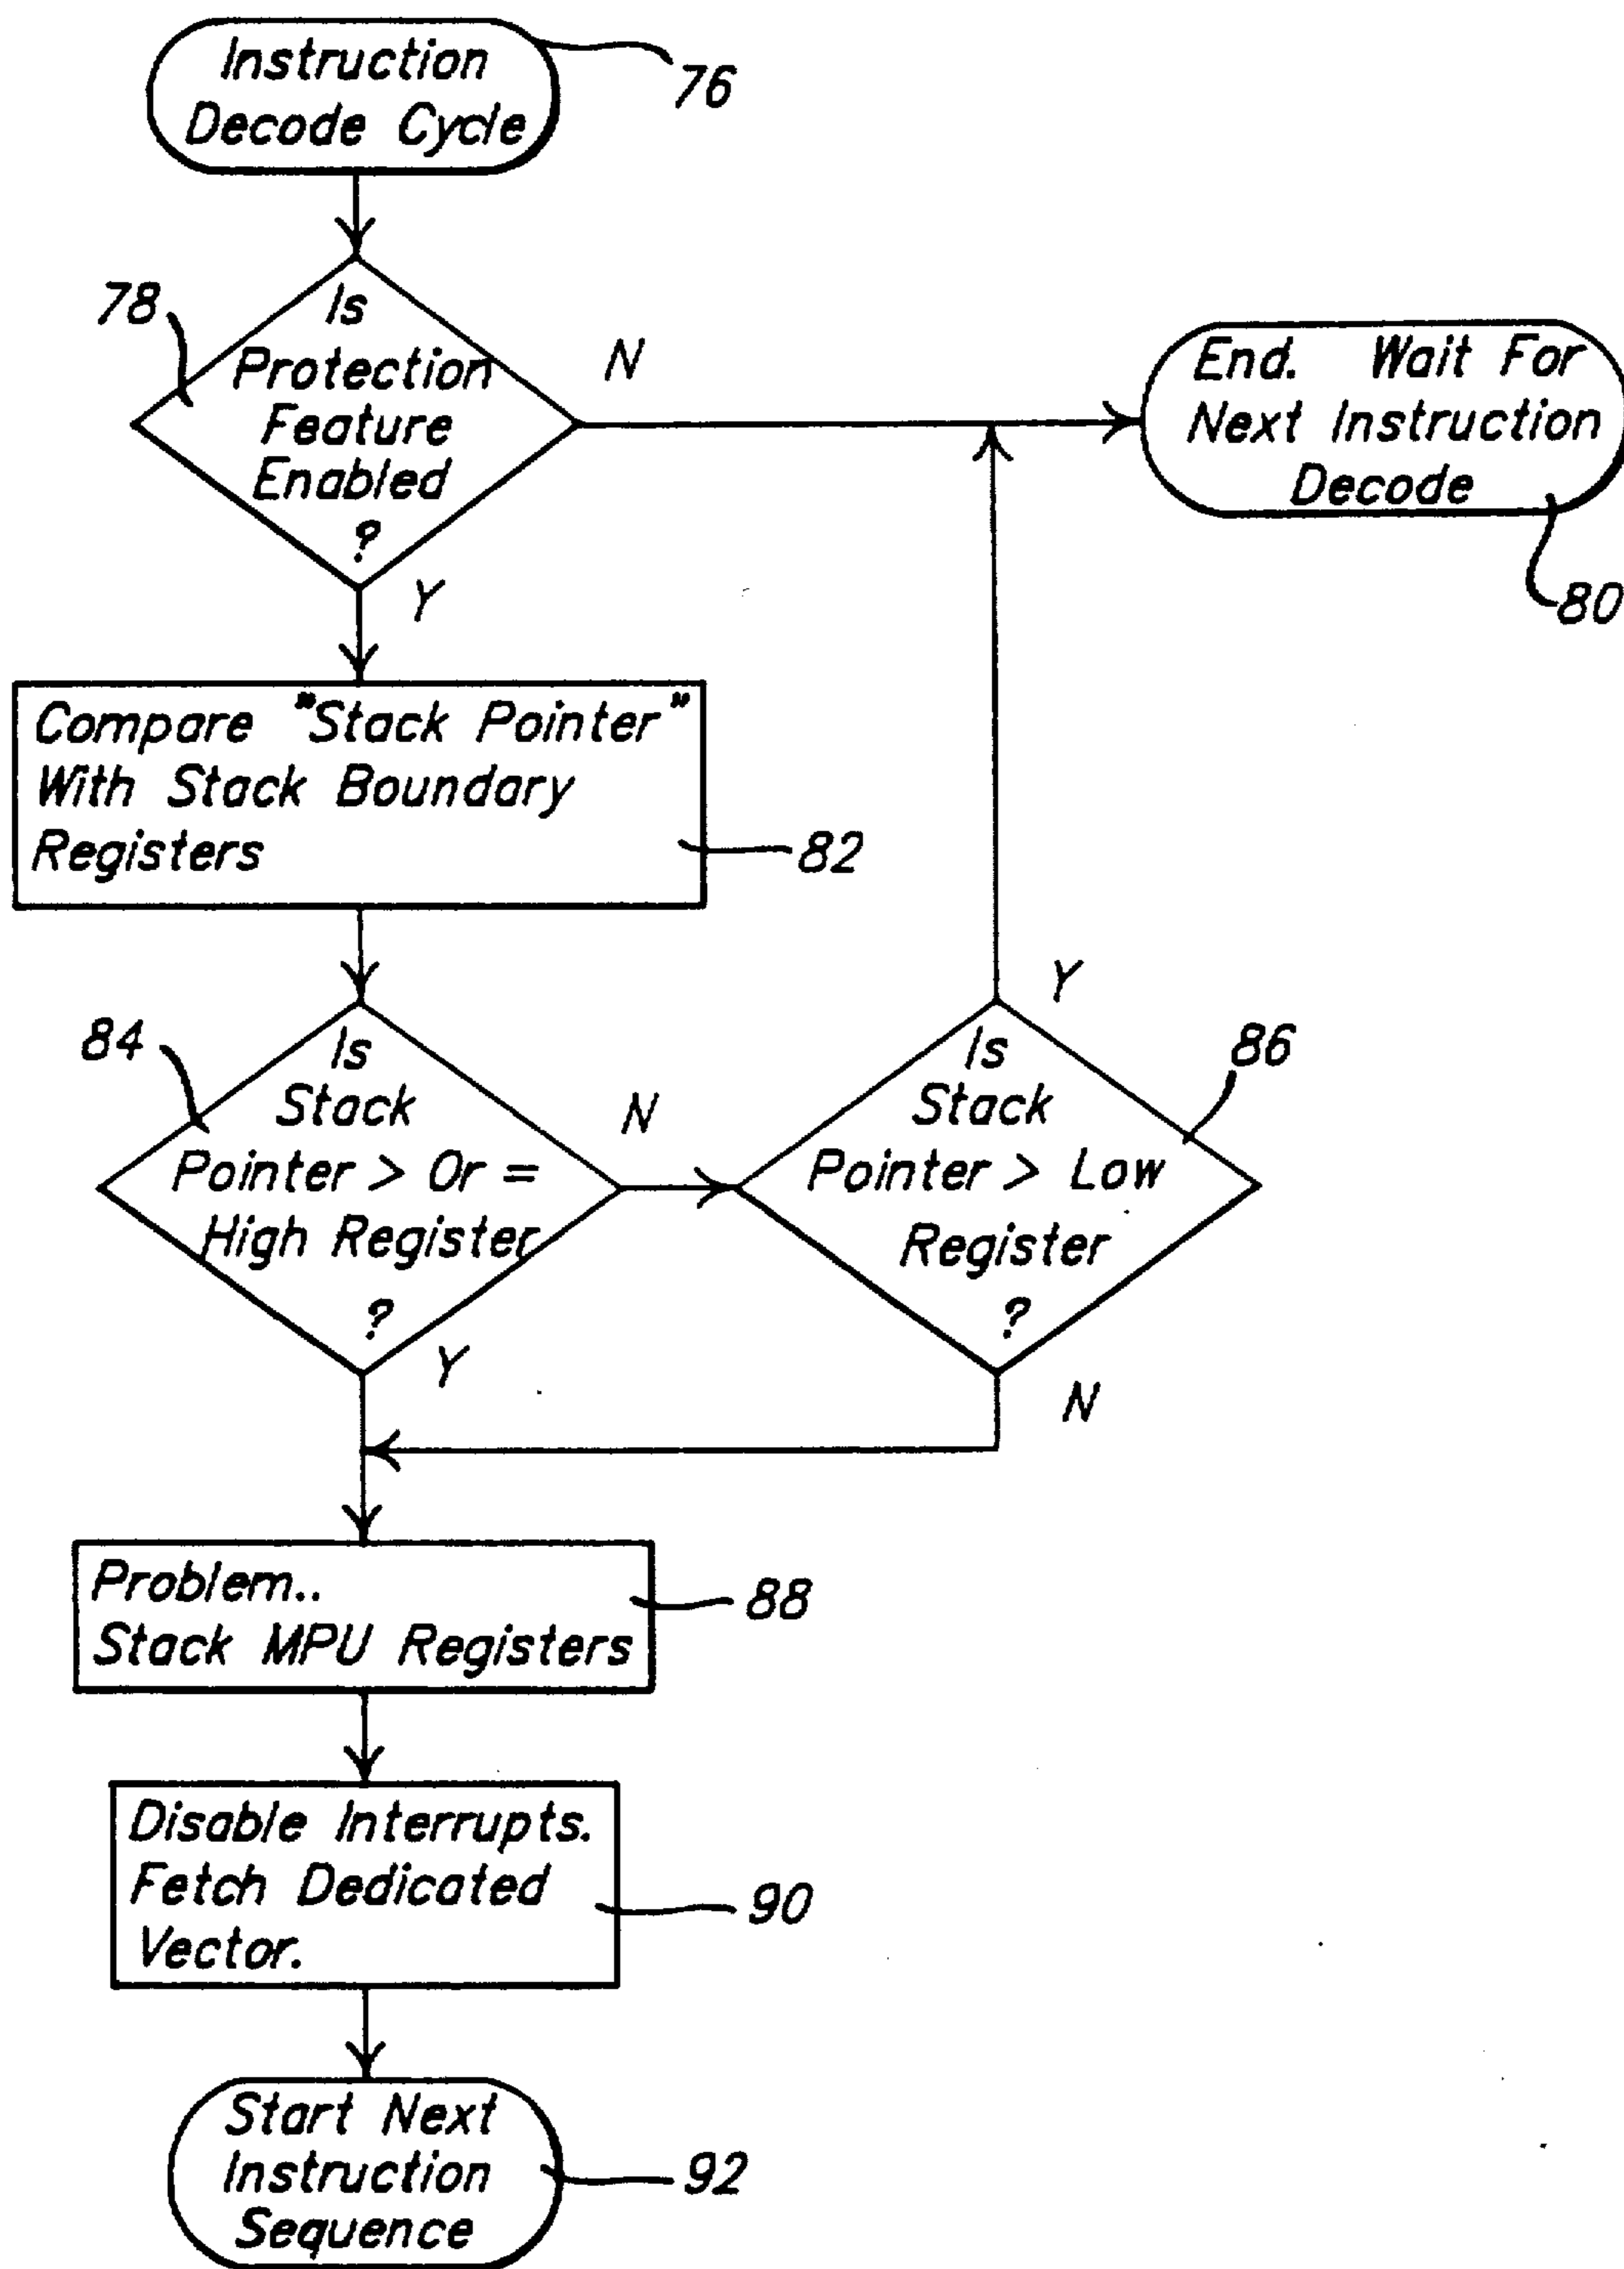 Instruction
Decode Cycle
76
78
Is
Protection
Feature
Enabled
?
N
Y
End. Wait For
Next Instruction
Decode
80
Compare "Stack Pointer"
With Stack Boundary
Registers
82
84
Is
Stack
Pointer > Or =
High Register
?
N
Y
Is
Stack
Pointer > Low
Register
?
86
Y
N
Problem..
Stack MPU Registers
88
Disable Interrupts.
Fetch Dedicated
Vector.
90
Start Next
Instruction
Sequence
92